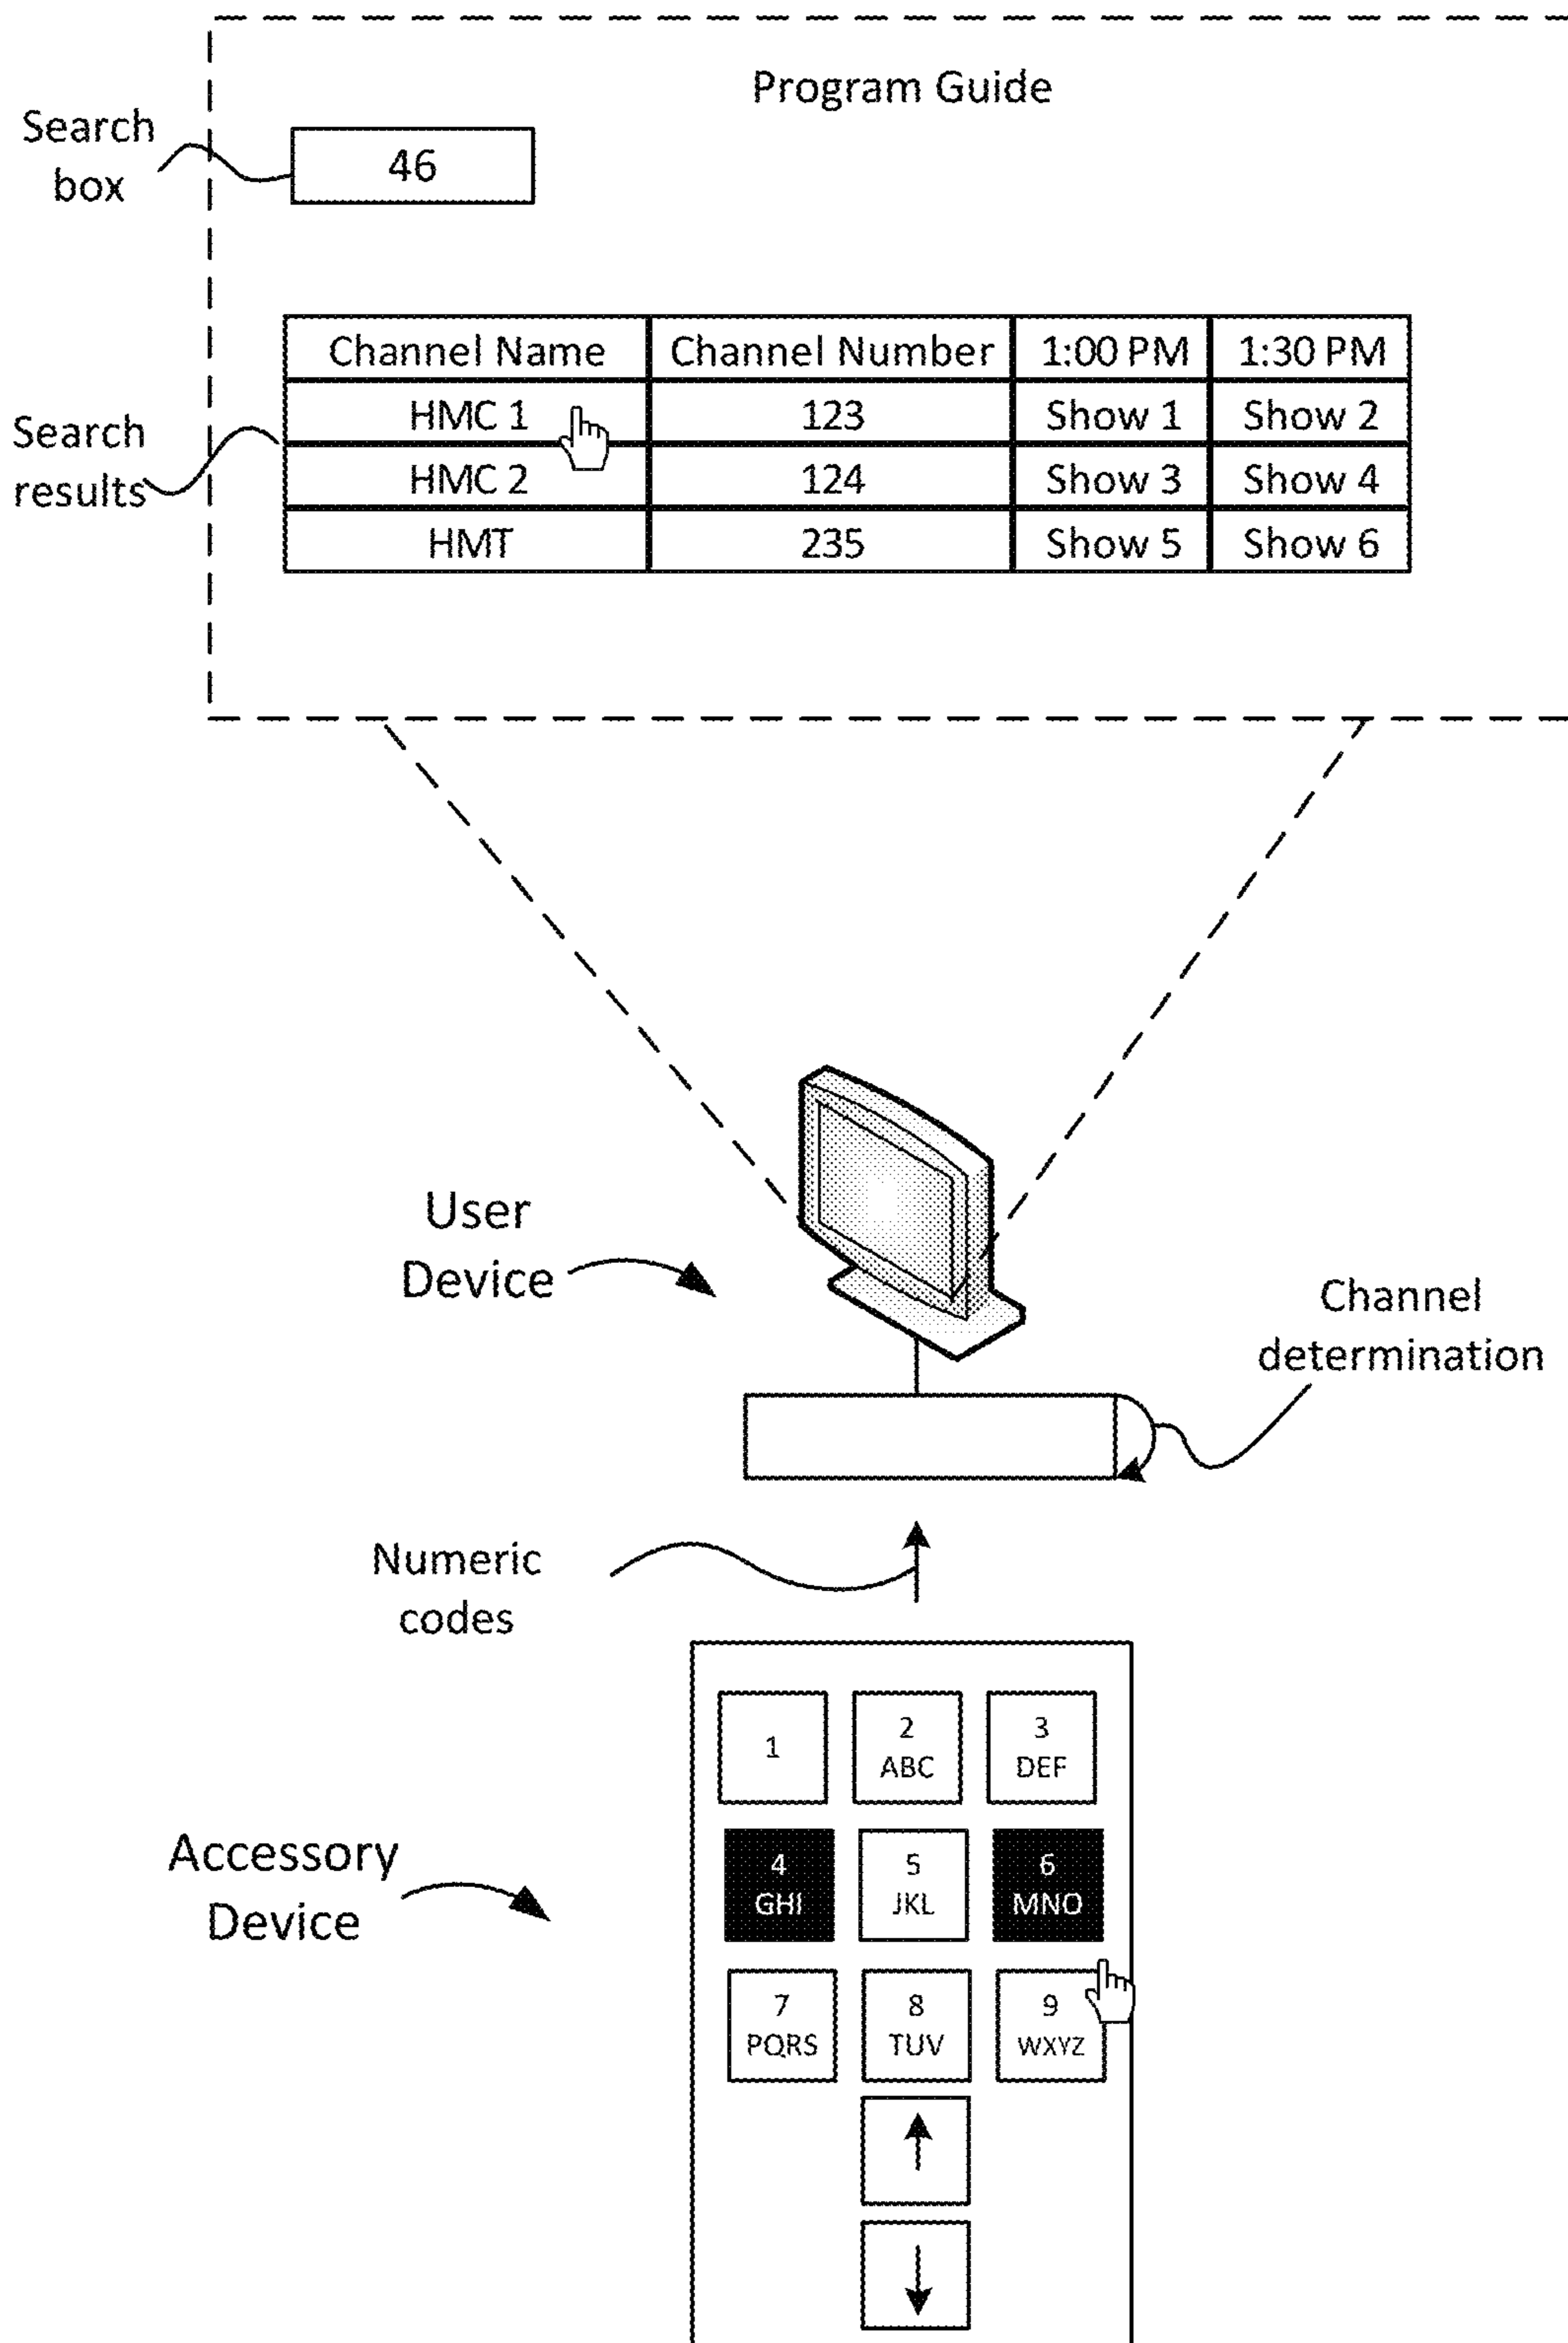 Program Guide
Search
box
46
Channel Name Channel Number 1:00 PM 1:30 PM
HMC 1 123 Show 1 Show 2
Search
results
HMC 2 124 Show 3 Show 4
HMT 235 Show 5 Show 6
User
Device
Channel
determination
Numeric
codes
1
2
ABC
3
DEF
Accessory
Device
4
GHI
5
JKL
6
MNO
7
PQRS
8
TUV
9
WXYZ